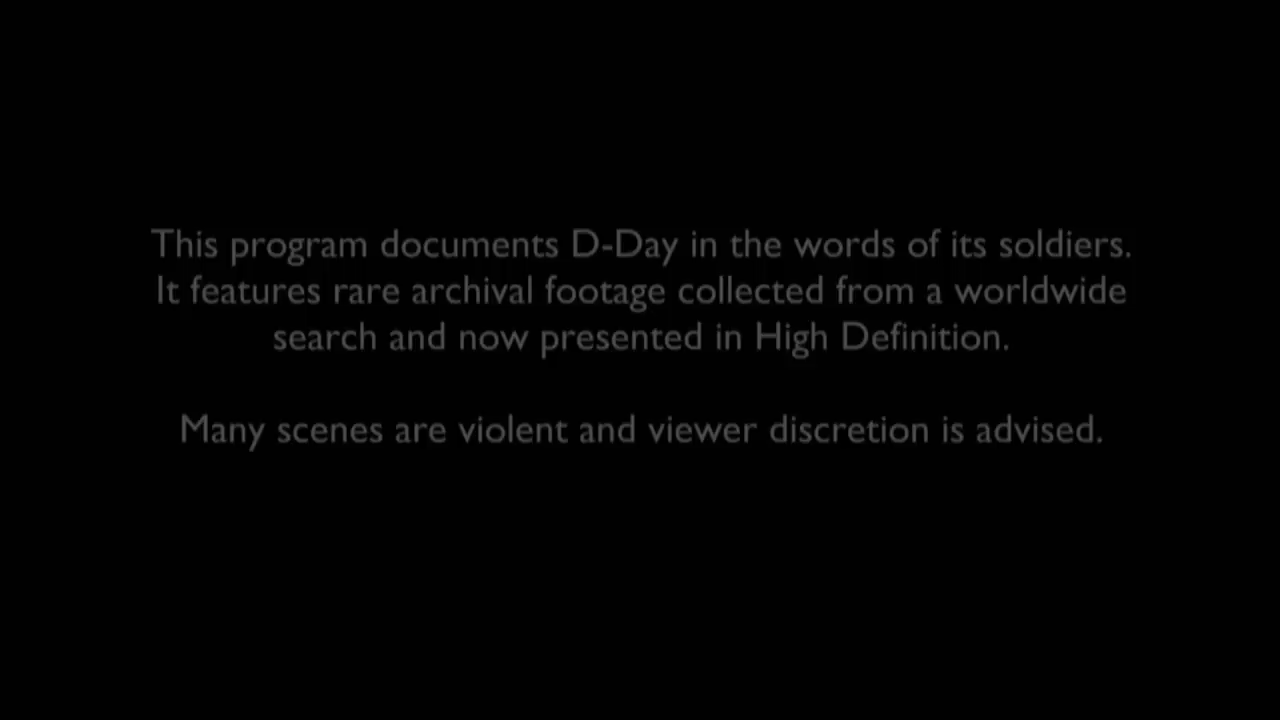 This program documents D-Day in the words of its soldiers.
It features rare archival footage collected from a worldwide
search and now presented in High Definition.
Many scenes are violent and viewer discretion is advised.